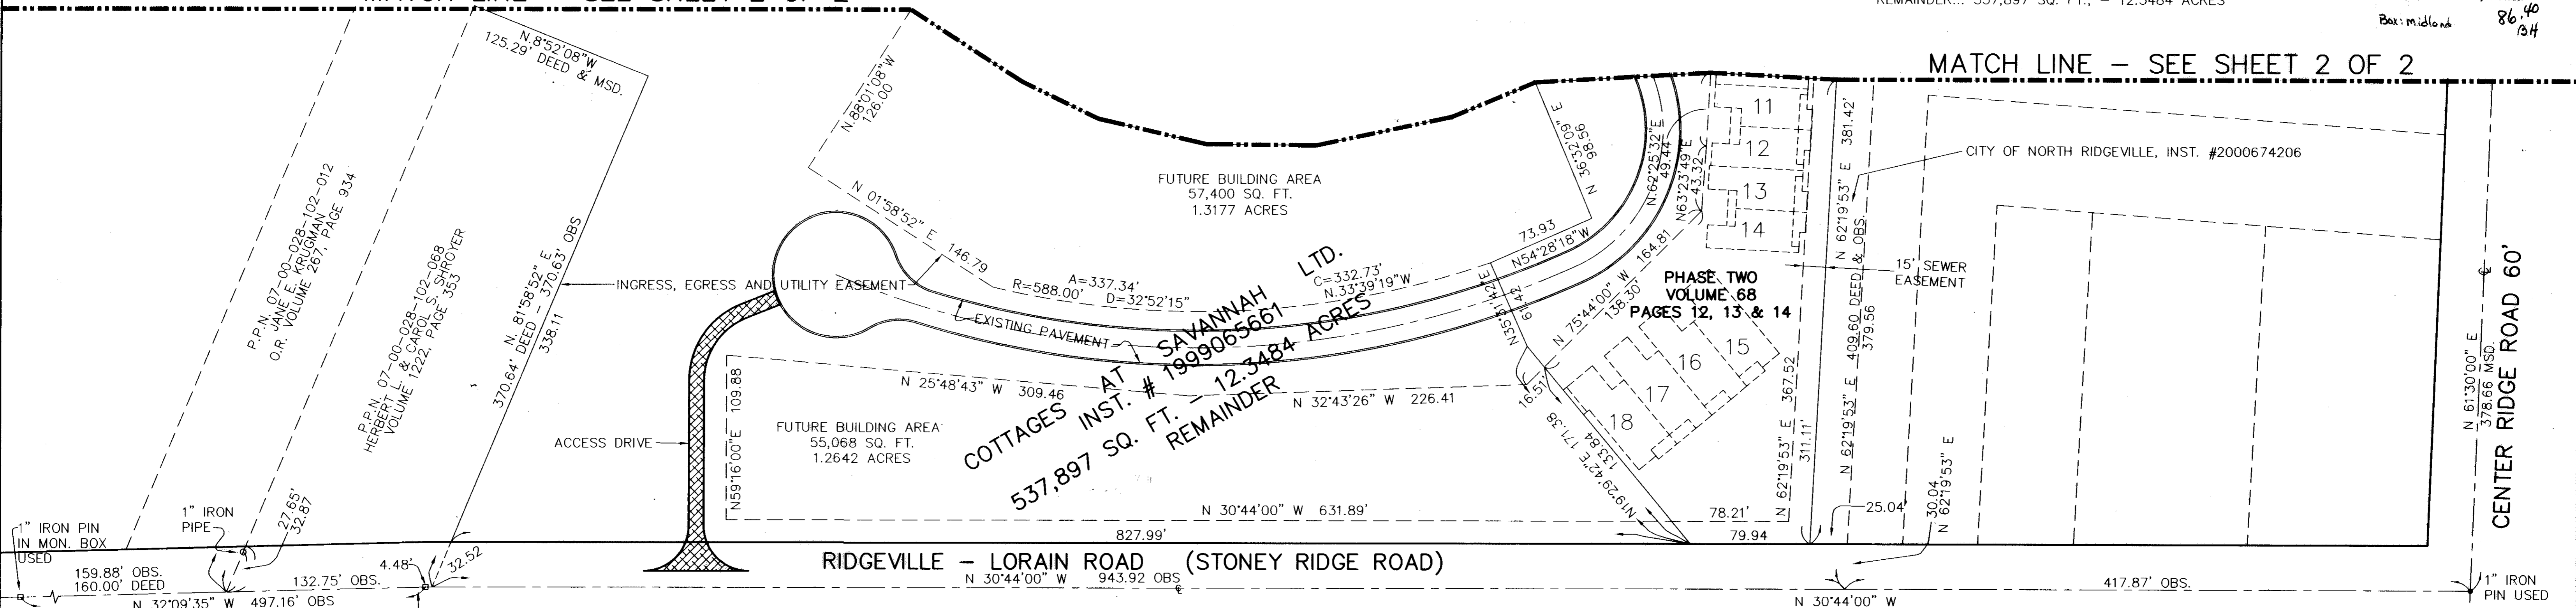 MATCH LINE – SEE SHEET 2 OF 2
REMAINDER... 537,897 SQ. FT., = 12.3484 ACRES
Box: Midland
86.40
BH
MATCH LINE – SEE SHEET 2 OF 2
N.8°52'08"W
125.29' DEED & MSD.
N.88°01'08"W
126.00
P.P.N. 07-00-028-102-012
JANE E. KRUGMAN
O.R. VOLUME 267, PAGE 934
P.P.N. 07-00-028-102-068
HERBERT L. & CAROL S. SHROYER
VOLUME 1222, PAGE 353
N. 81°58'52" E
370.64' DEED - 370.63' OBS
338.11
INGRESS, EGRESS AND UTILITY EASEMENT
N 01°58'52" E 146.79
FUTURE BUILDING AREA
57,400 SQ. FT.
1.3177 ACRES
A=337.34'
R=588.00'
D=32°52'15"
C=332.73'
N.33°39'19"W
73.93
N54°28'18"W
N 36°32'09" E
98.56
N.62°25'32"E
49.44
N63°23'49"E
43.32
11
12
13
14
N 62°19'53" E 381.42'
CITY OF NORTH RIDGEVILLE, INST. #2000674206
15' SEWER
EASEMENT
PHASE TWO
VOLUME 68
PAGES 12, 13 & 14
N 75°44'00" W 164.81
138.30'
61.42
15
16
17
18
16.51'
N19°29'42"E 171.38
133.84
N 62°19'53" E 367.52
311.11'
N 62°19'53" E 409.60 DEED & OBS.
379.56
EXISTING PAVEMENT
COTTAGES AT SAVANNAH LTD.
INST. # 1999065661
537,897 SQ. FT. – 12.3484 ACRES
REMAINDER
N 25°48'43" W 309.46
N 32°43'26" W 226.41
ACCESS DRIVE
N59°16'00"E 109.88
FUTURE BUILDING AREA
55,068 SQ. FT.
1.2642 ACRES
N 30°44'00" W 631.89'
78.21'
827.99'
79.94
25.04'
30.04
N 62°19'53" E
N 61°30'00" E
378.66 MSD.
CENTER RIDGE ROAD 60'
1" IRON PIN
IN MON. BOX
USED
1" IRON
PIPE
27.65'
32.87
4.48'
32.52
159.88' OBS.
160.00' DEED
132.75' OBS.
N 32°09'35" W 497.16' OBS
RIDGEVILLE – LORAIN ROAD (STONEY RIDGE ROAD)
N 30°44'00" W 943.92 OBS
417.87' OBS.
N 30°44'00" W
1" IRON
PIN USED